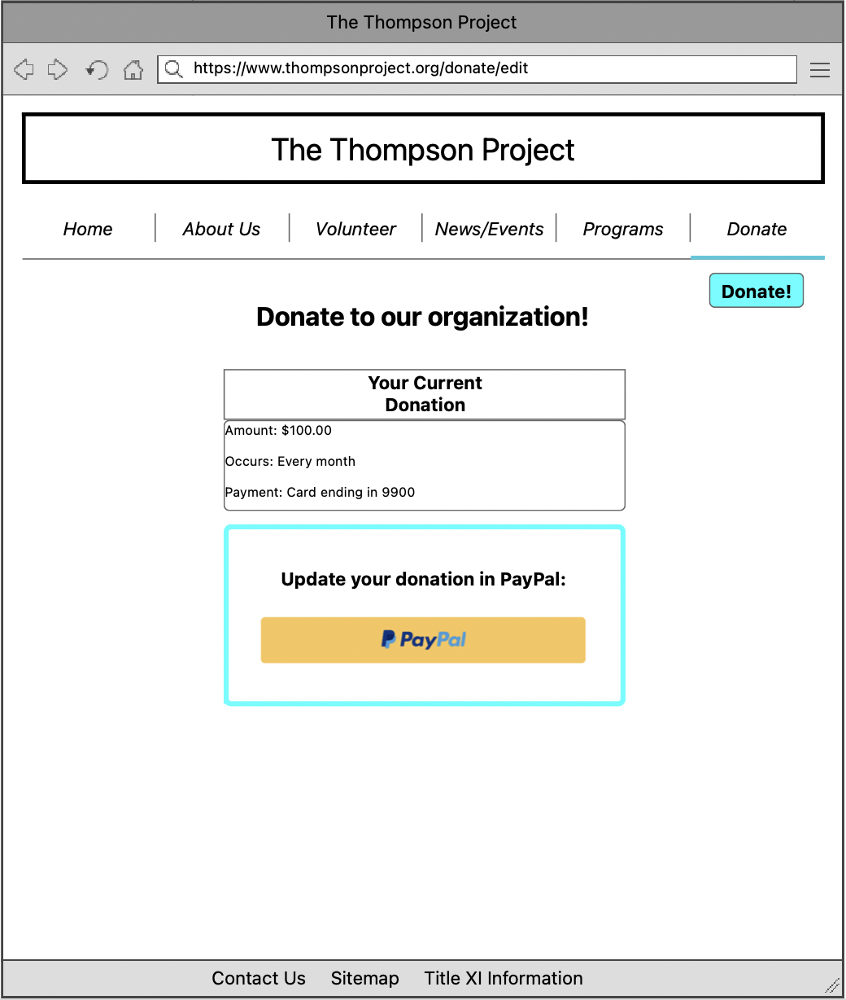 The Thompson Project
https://www.thompsonproject.org/donate/edit
The Thompson Project
Home About Us Volunteer News/Events Programs Donate
Donate!
Donate to our organization!
Your Current
Donation
Amount: $100.00
Occurs: Every month
Payment: Card ending in 9900
Update your donation in PayPal:
PayPal
Contact Us Sitemap Title XI Information